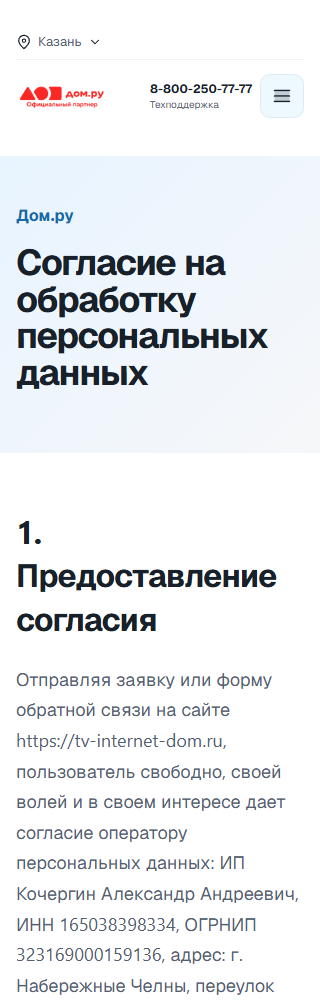 Казань
дом.ру
Официальный партнер
8-800-250-77-77
Техподдержка
Дом.ру
Согласие на
обработку
персональных
данных
1.
Предоставление
согласия
Отправляя заявку или форму
обратной связи на сайте
https://tv-internet-dom.ru,
пользователь свободно, своей
волей и в своем интересе дает
согласие оператору
персональных данных: ИП
Кочергин Александр Андреевич,
ИНН 165038398334, ОГРНИП
323169000159136, адрес: г.
Набережные Челны, переулок